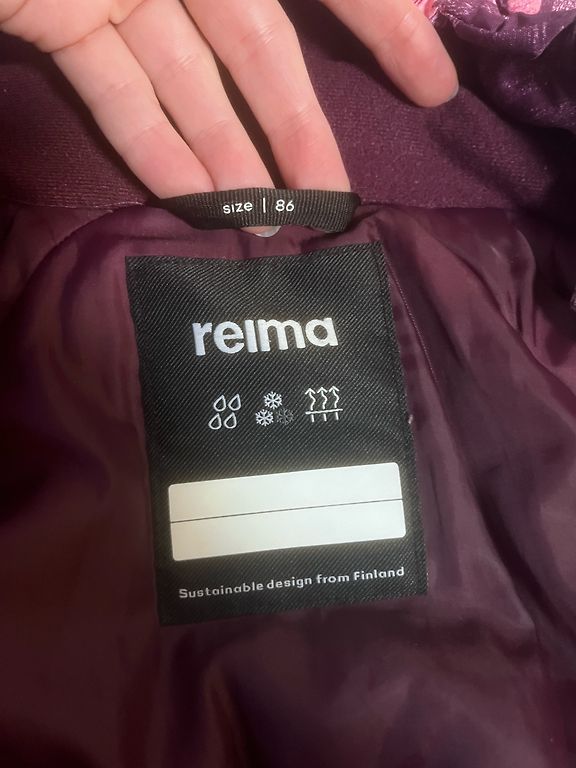 size | 86
reima
Sustainable design from Finland